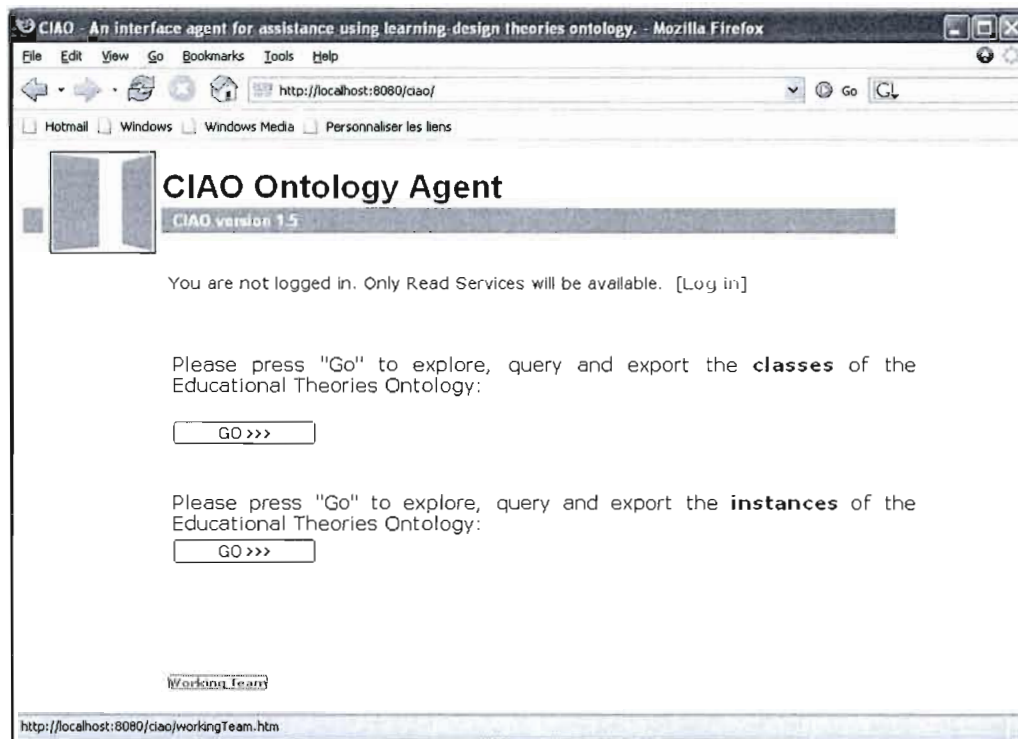 CIAO - An interface agent for assistance using learning-design theories ontology. - Mozilla Firefox
File Edit View Go Bookmarks Tools Help
http://localhost:8080/ciao/ Go G
Hotmail Windows Windows Media Personnaliser les liens
CIAO Ontology Agent
CIAO version 1.5
You are not logged in. Only Read Services will be available. [Log in]
Please press "Go" to explore, query and export the classes of the
Educational Theories Ontology:
GO >>>
Please press "Go" to explore, query and export the instances of the
Educational Theories Ontology:
GO >>>
Working Team
http://localhost:8080/ciao/workingTeam.htm